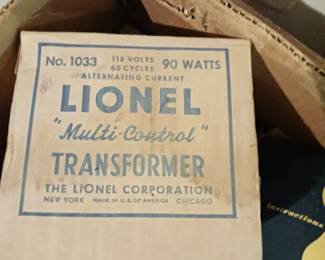 No. 1033
115 VOLTS
60 CYCLES
90 WATTS
ALTERNATING CURRENT
LIONEL
"Multi-Control"
TRANSFORMER
THE LIONEL CORPORATION
NEW YORK MADE IN U.S. OF AMERICA CHICAGO
instructions